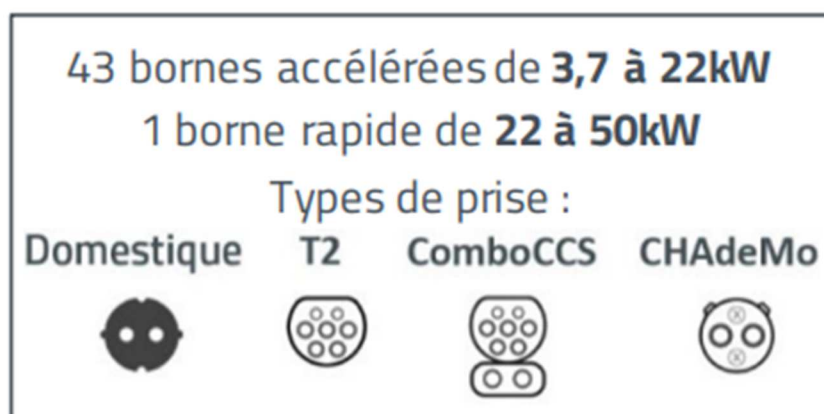 43 bornes accélérées de 3,7 à 22kW
1 borne rapide de 22 à 50kW
Types de prise :
Domestique T2 ComboCCS CHAdeMo